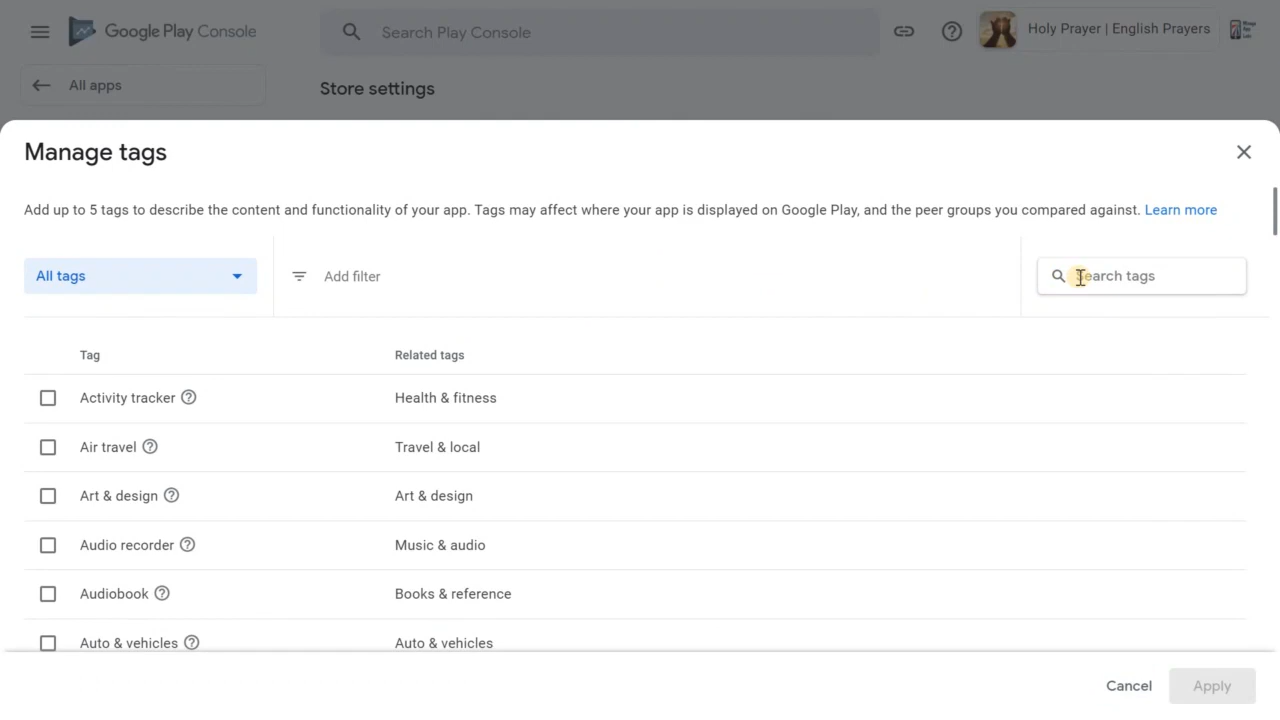 Google Play Console
Search Play Console
Holy Prayer | English Prayers
All apps
Store settings
Manage tags
Add up to 5 tags to describe the content and functionality of your app. Tags may affect where your app is displayed on Google Play, and the peer groups you compared against. Learn more
All tags
Add filter
Search tags
Tag Related tags
Activity tracker Health & fitness
Air travel Travel & local
Art & design Art & design
Audio recorder Music & audio
Audiobook Books & reference
Auto & vehicles Auto & vehicles
Cancel Apply